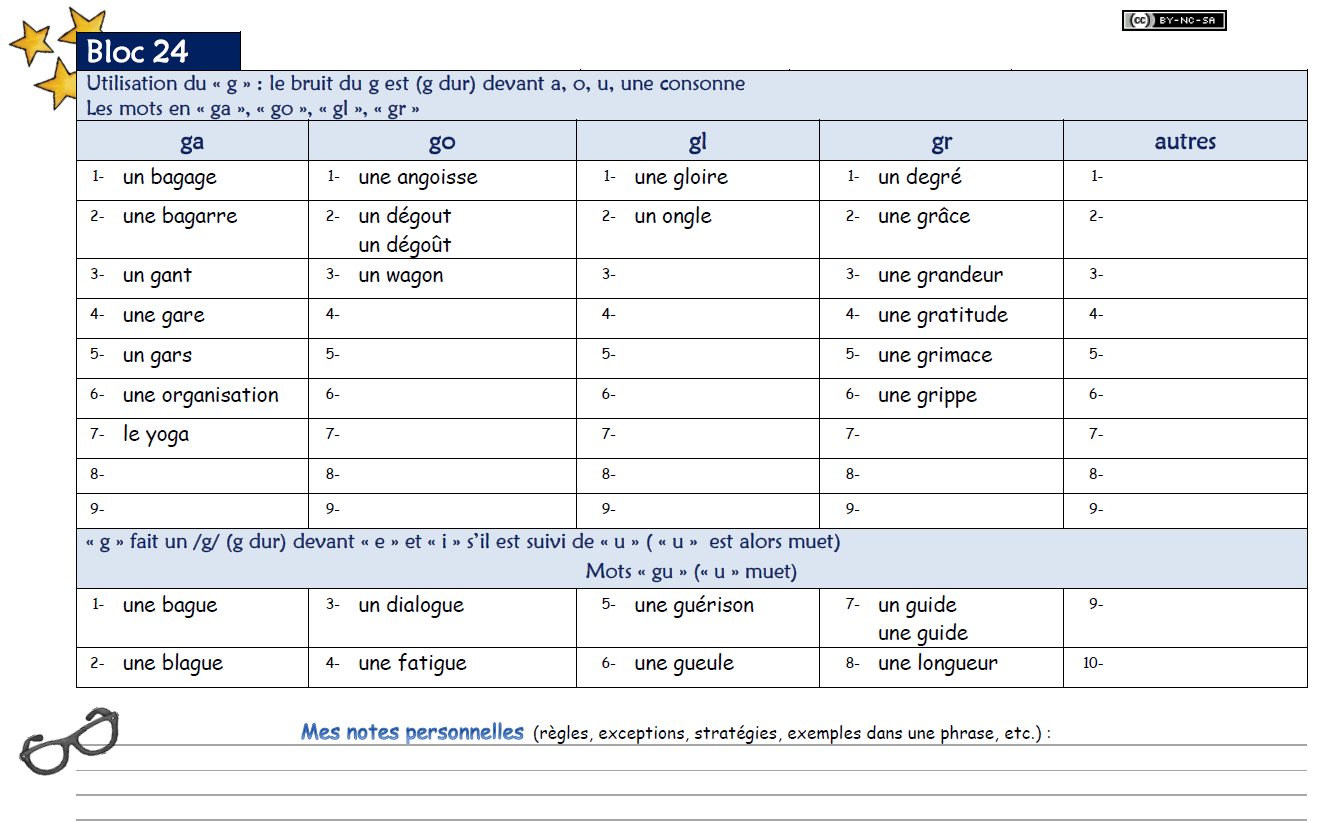 cc BY-NC-SA
Bloc 24
Utilisation du « g » : le bruit du g est (g dur) devant a, o, u, une consonne
Les mots en « ga », « go », « gl », « gr »
ga go gl gr autres
1- un bagage 1- une angoisse 1- une gloire 1- un degré 1-
2- une bagarre 2- un dégout 2- un ongle 2- une grâce 2-
un dégoût
3- un gant 3- un wagon 3- 3- une grandeur 3-
4- une gare 4- 4- 4- une gratitude 4-
5- un gars 5- 5- 5- une grimace 5-
6- une organisation 6- 6- 6- une grippe 6-
7- le yoga 7- 7- 7- 7-
8- 8- 8- 8- 8-
9- 9- 9- 9- 9-
« g » fait un /g/ (g dur) devant « e » et « i » s'il est suivi de « u » ( « u » est alors muet)
Mots « gu » (« u » muet)
1- une bague 3- un dialogue 5- une guérison 7- un guide 9-
une guide
2- une blague 4- une fatigue 6- une gueule 8- une longueur 10-
Mes notes personnelles (règles, exceptions, stratégies, exemples dans une phrase, etc.) :